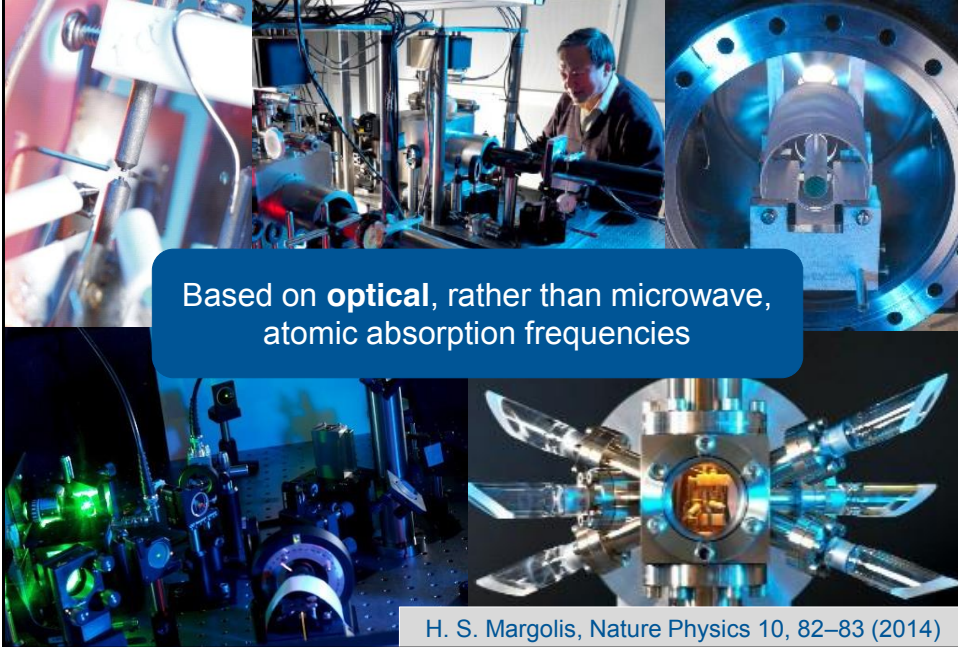 Based on optical, rather than microwave,
atomic absorption frequencies
H. S. Margolis, Nature Physics 10, 82–83 (2014)